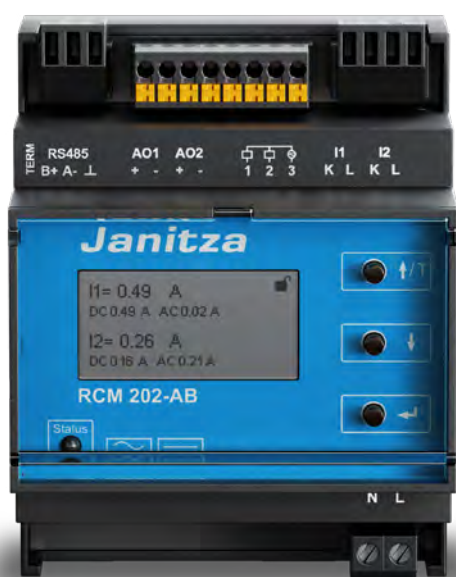 TERM
RS485 AO1 AO2 I1 I2
B+ A- ⊥ + - + - 1 2 3 K L K L
Janitza
↑/T
I1= 0.49 A
DC 0.49 A AC 0.02 A
I2= 0.26 A
DC 0.16 A AC 0.21 A
↓
RCM 202-AB
↵
Status
N L